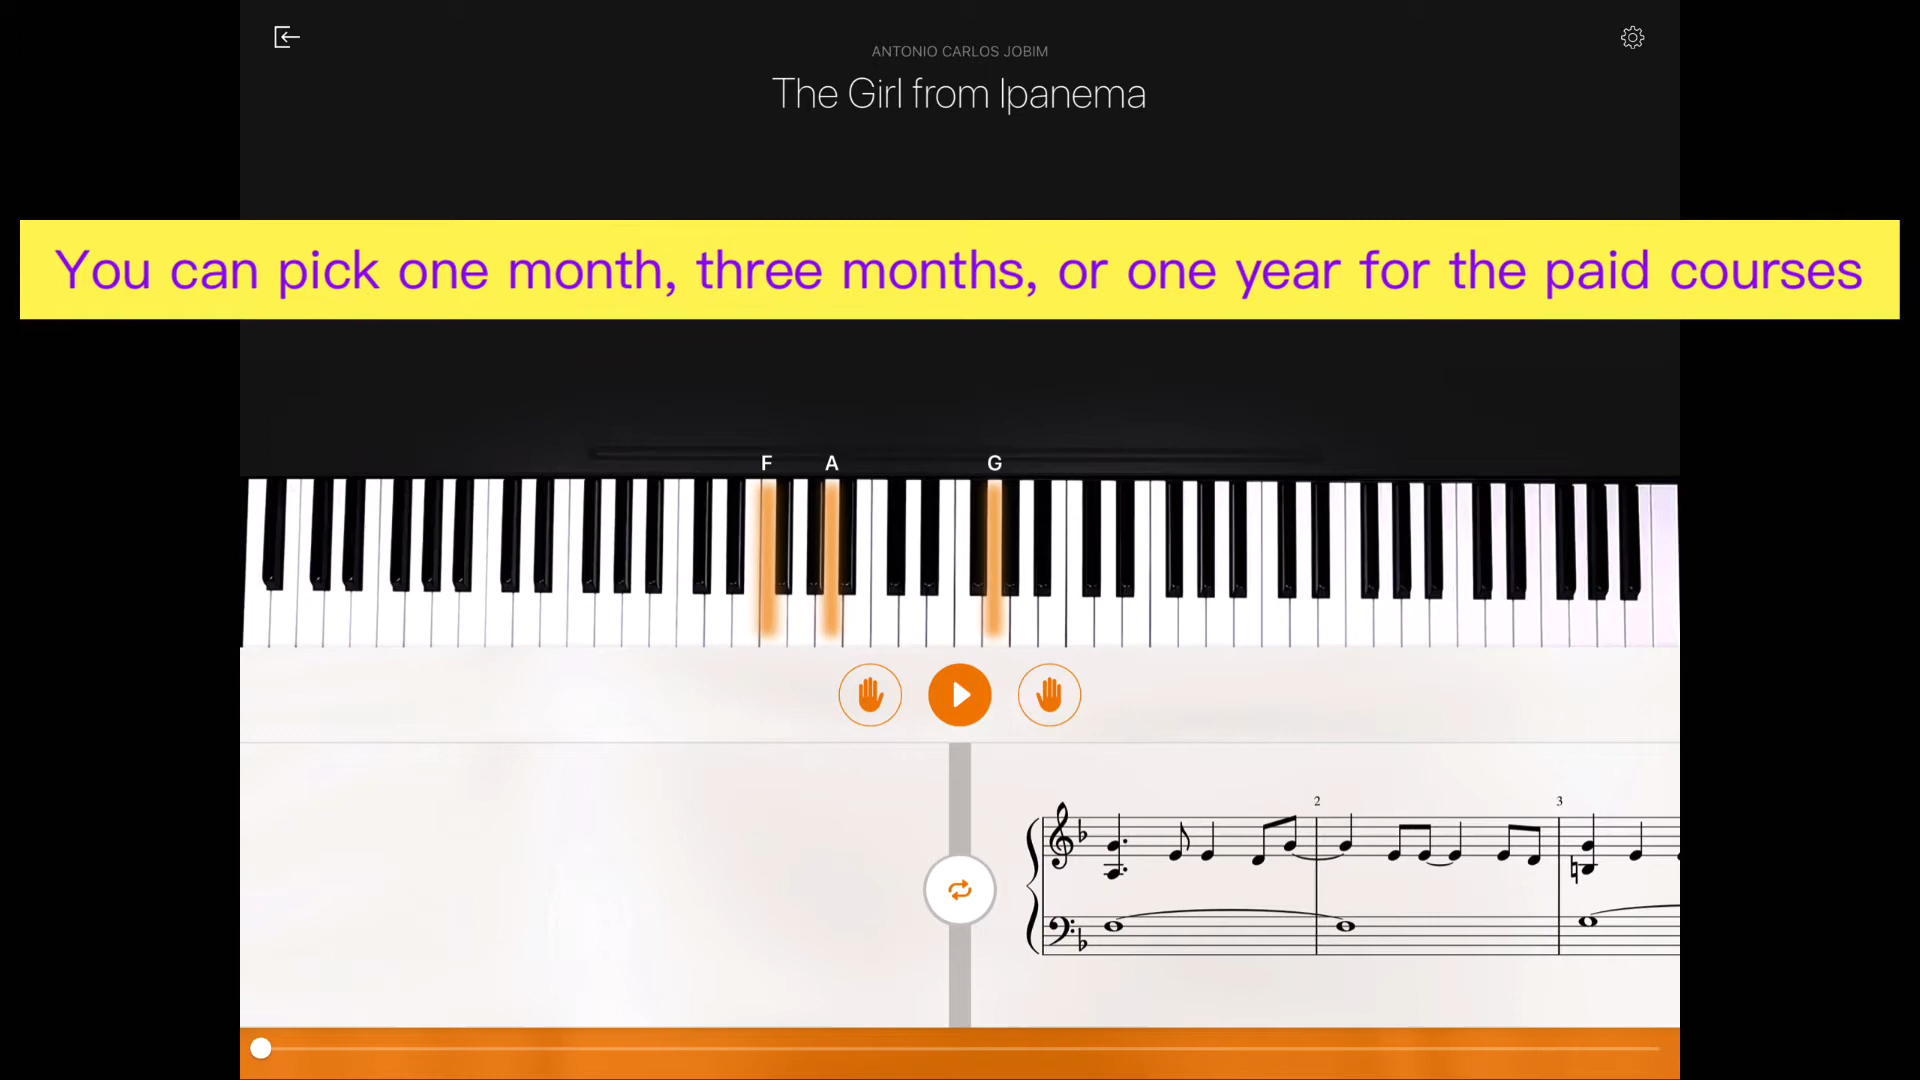 ANTONIO CARLOS JOBIM
The Girl from Ipanema
You can pick one month, three months, or one year for the paid courses
F A G
2 3